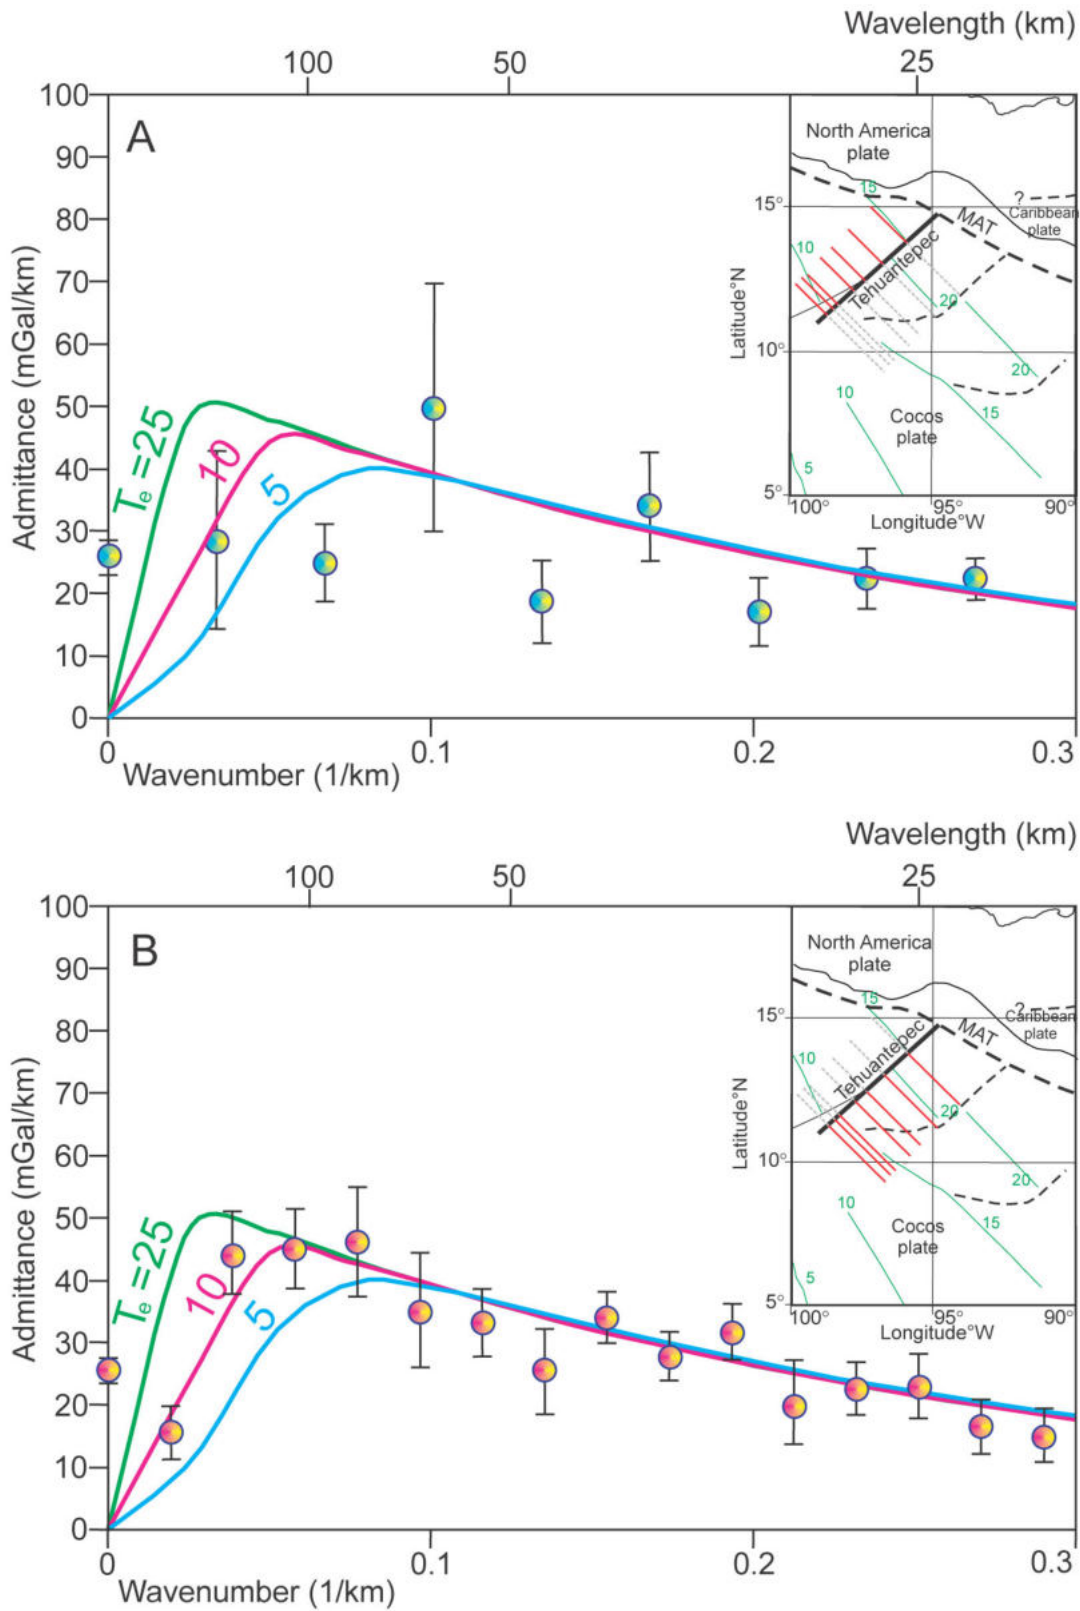 Wavelength (km)
100 50 25
A
Admittance (mGal/km)
100
90
80
70
60
50
40
30
20
10
0
Te=25
10
5
0 0.1 0.2 0.3
Wavenumber (1/km)
North America
plate
15
?
Caribbean
plate
15°
MAT
10
Tehuantepec
20
Latitude°N
10°
20
10
15
Cocos
plate
5
5°
100° 95° 90°
Longitude°W
Wavelength (km)
100 50 25
B
Admittance (mGal/km)
100
90
80
70
60
50
40
30
20
10
0
Te=25
10
5
0 0.1 0.2 0.3
Wavenumber (1/km)
North America
plate
15
?
Caribbean
plate
15°
MAT
10
Tehuantepec
20
Latitude°N
10°
20
10
15
Cocos
plate
5
5°
100° 95° 90°
Longitude°W